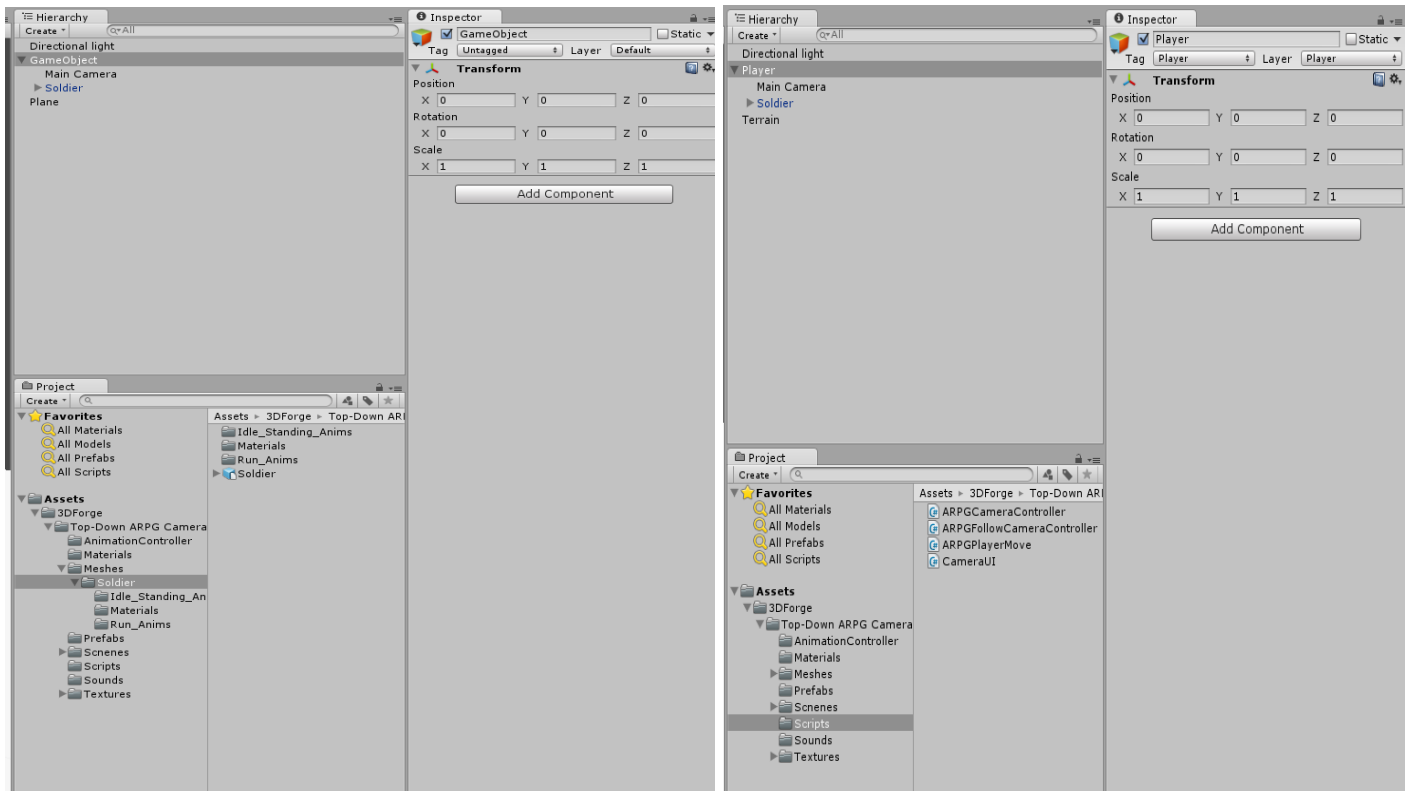 Hierarchy
Create
All
Directional light
GameObject
Main Camera
Soldier
Plane
Inspector
GameObject
Static
Tag Untagged Layer Default
Transform
Position
X 0 Y 0 Z 0
Rotation
X 0 Y 0 Z 0
Scale
X 1 Y 1 Z 1
Add Component
Project
Create
Favorites
All Materials
All Models
All Prefabs
All Scripts
Assets
3DForge
Top-Down ARPG Camera
AnimationController
Materials
Meshes
Soldier
Idle_Standing_An
Materials
Run_Anims
Prefabs
Scnenes
Scripts
Sounds
Textures
Assets 3DForge Top-Down ARI
Idle_Standing_Anims
Materials
Run_Anims
Soldier
Hierarchy
Create
All
Directional light
Player
Main Camera
Soldier
Terrain
Inspector
Player
Static
Tag Player Layer Player
Transform
Position
X 0 Y 0 Z 0
Rotation
X 0 Y 0 Z 0
Scale
X 1 Y 1 Z 1
Add Component
Project
Create
Favorites
All Materials
All Models
All Prefabs
All Scripts
Assets
3DForge
Top-Down ARPG Camera
AnimationController
Materials
Meshes
Prefabs
Scnenes
Scripts
Sounds
Textures
Assets 3DForge Top-Down ARI
ARPGCameraController
ARPGFollowCameraController
ARPGPlayerMove
CameraUI